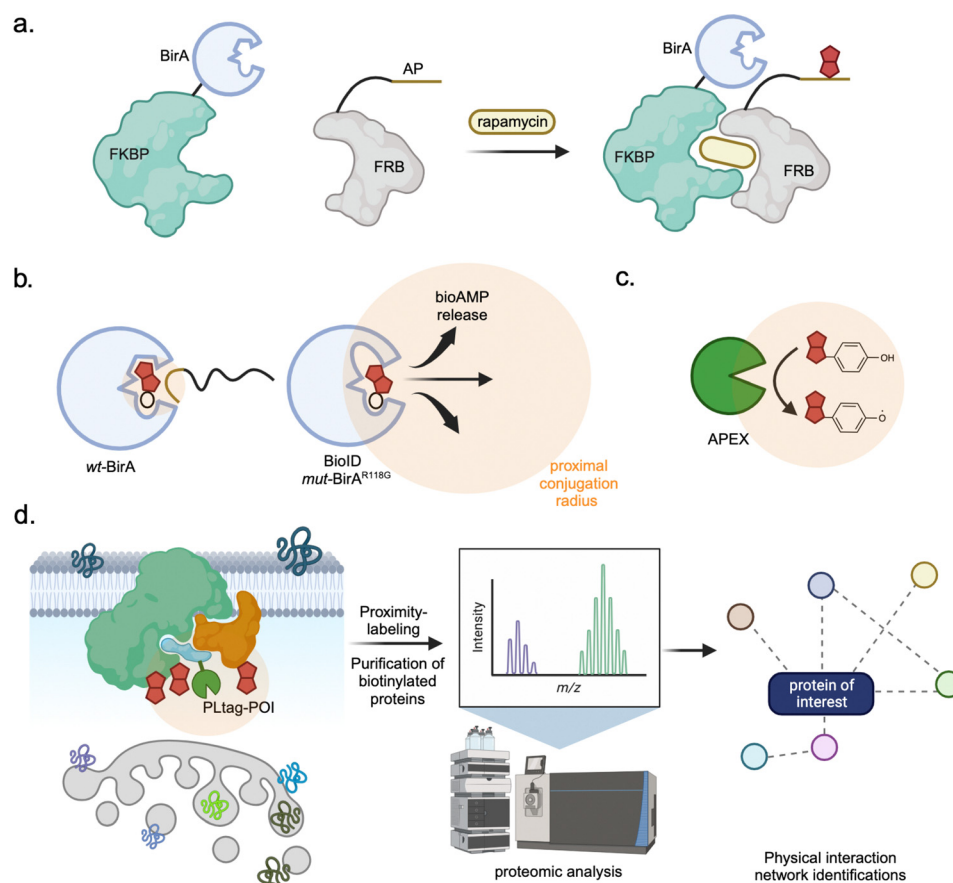 a.
BirA
AP
FKBP
FRB
rapamycin
BirA
FKBP
FRB
b.
wt-BirA
BioID
mut-BirA^R118G
bioAMP
release
proximal
conjugation
radius
c.
APEX
OH
O·
d.
PLtag-POI
Proximity-
labeling
Purification of
biotinylated
proteins
Intensity
m/z
proteomic analysis
protein of
interest
Physical interaction
network identifications